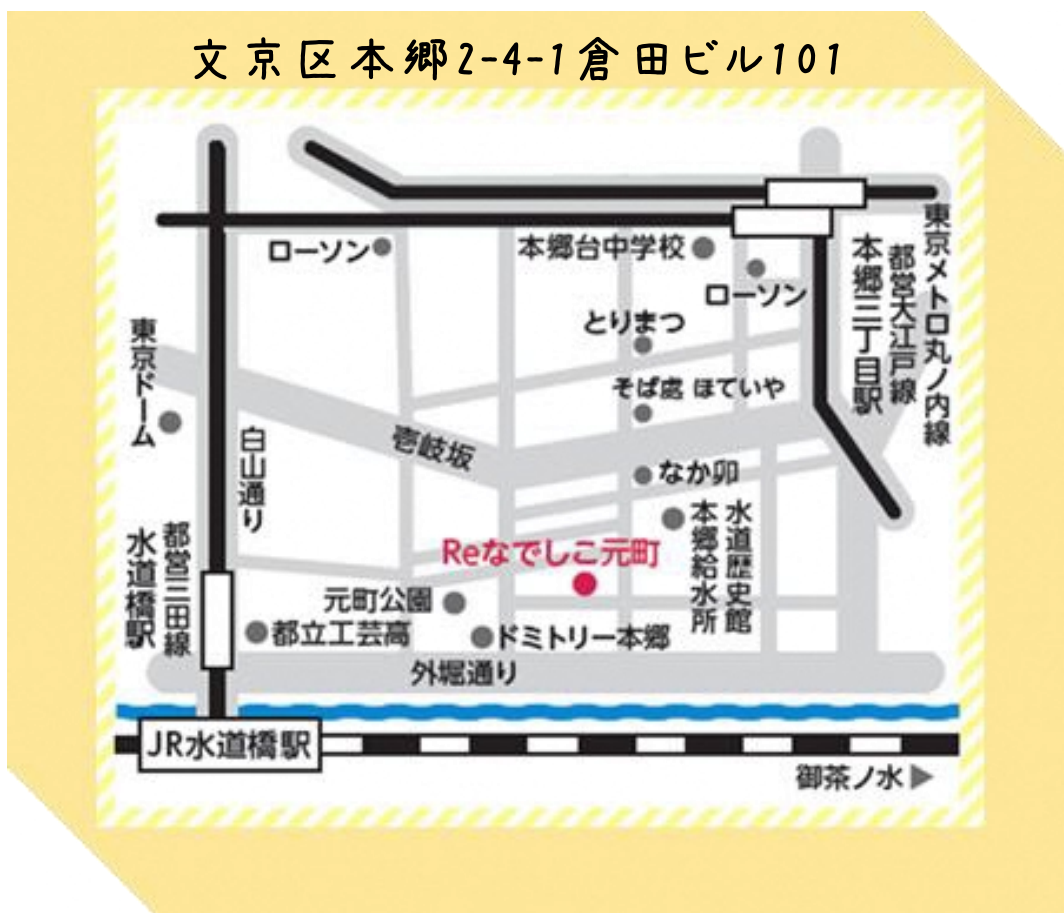 文京区本郷2-4-1倉田ビル101
ローソン
本郷台中学校
ローソン
とりまつ
そば處 ほていや
東京メトロ丸ノ内線
都営大江戸線
本郷三丁目駅
東京ドーム
壱岐坂
白山通り
なか卯
水道歴史館
本郷給水所
都営三田線
水道橋駅
Reなでしこ元町
元町公園
都立工芸高
ドミトリー本郷
外堀通り
JR水道橋駅
御茶ノ水▶